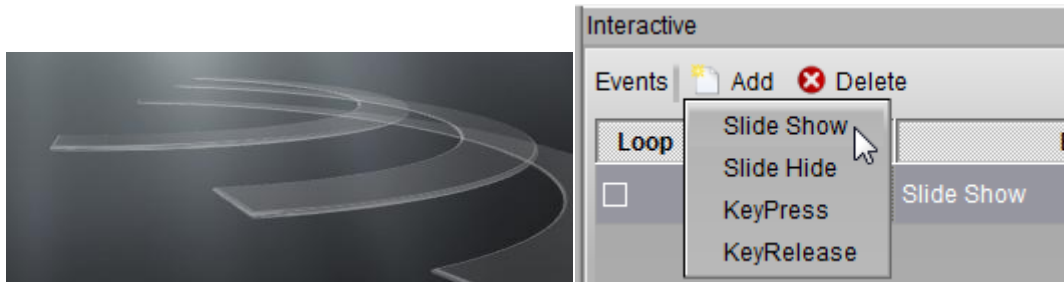 Interactive
Events Add Delete
Slide Show
Loop
Slide Hide
Slide Show
KeyPress
KeyRelease